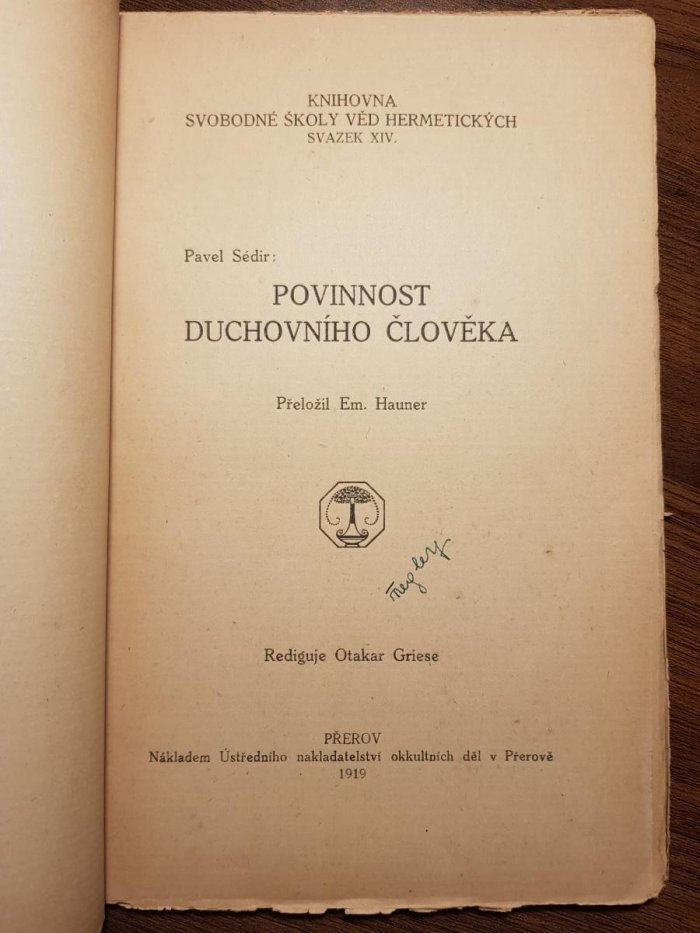 KNIHOVNA
SVOBODNÉ ŠKOLY VĚD HERMETICKÝCH
SVAZEK XIV.
Pavel Sédir:
POVINNOST
DUCHOVNÍHO ČLOVĚKA
Přeložil Em. Hauner
Rediguje Otakar Griese
PŘEROV
Nákladem Ústředního nakladatelství okkultních děl v Přerově
1919